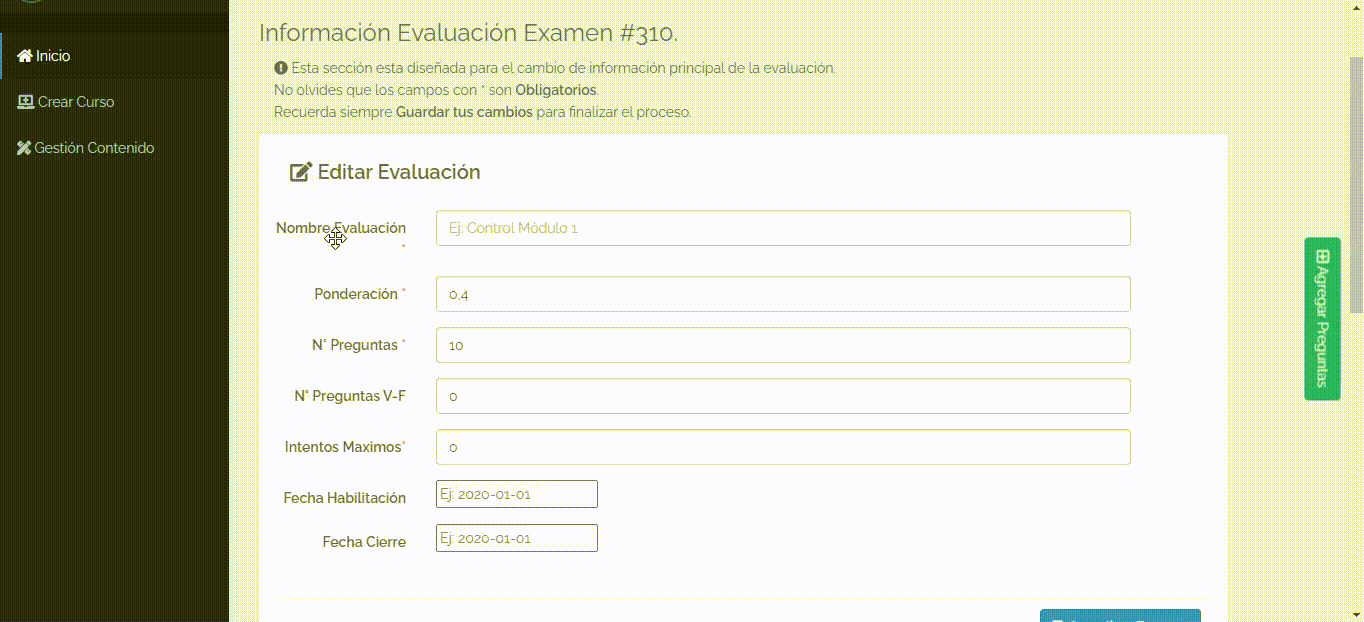 Información Evaluación Examen #310.
Esta sección esta diseñada para el cambio de información principal de la evaluación.
No olvides que los campos con * son Obligatorios.
Recuerda siempre Guardar tus cambios para finalizar el proceso.
Inicio
Crear Curso
Gestión Contenido
Editar Evaluación
Nombre Evaluación *
Ej: Control Módulo 1
Ponderación *
0,4
N° Preguntas *
10
N° Preguntas V-F
0
Intentos Maximos*
0
Fecha Habilitación
Ej: 2020-01-01
Fecha Cierre
Ej: 2020-01-01
Agregar Preguntas